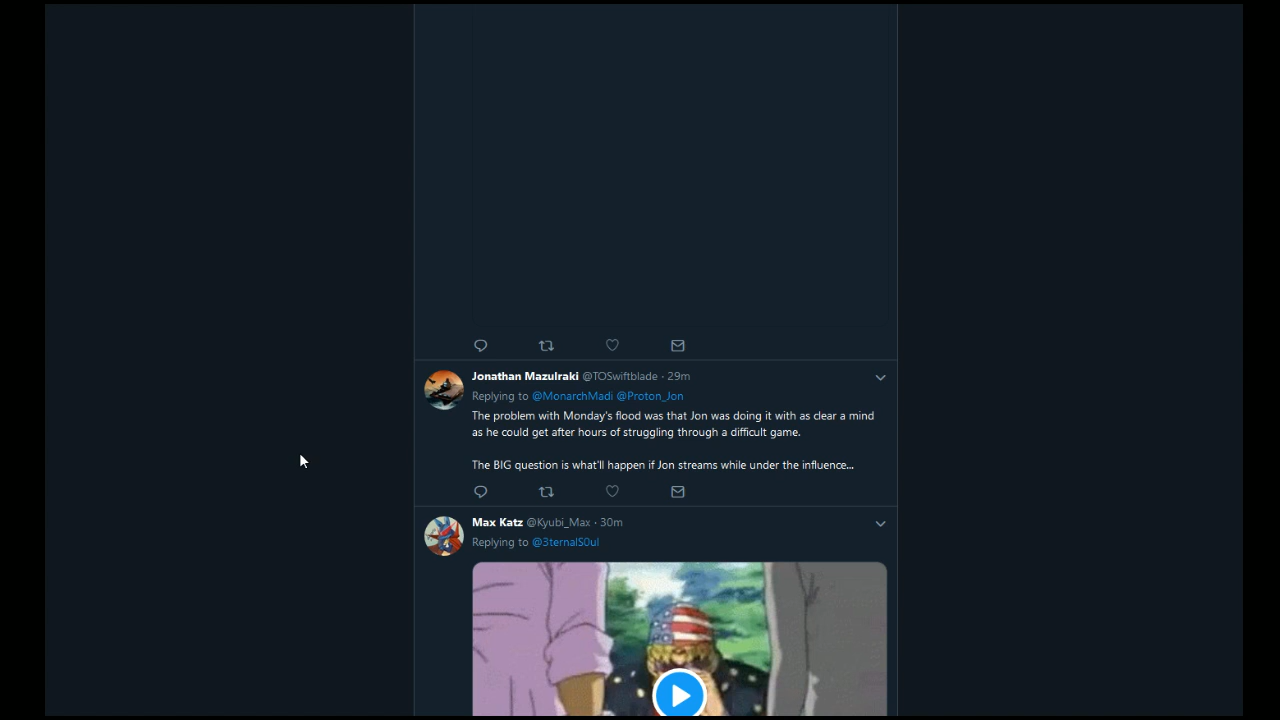 Jonathan Mazulraki @TOSwiftblade · 29m
Replying to @MonarchMadi @Proton_Jon
The problem with Monday's flood was that Jon was doing it with as clear a mind
as he could get after hours of struggling through a difficult game.
The BIG question is what'll happen if Jon streams while under the influence...
Max Katz @Kyubi_Max · 30m
Replying to @3ternalS0ul